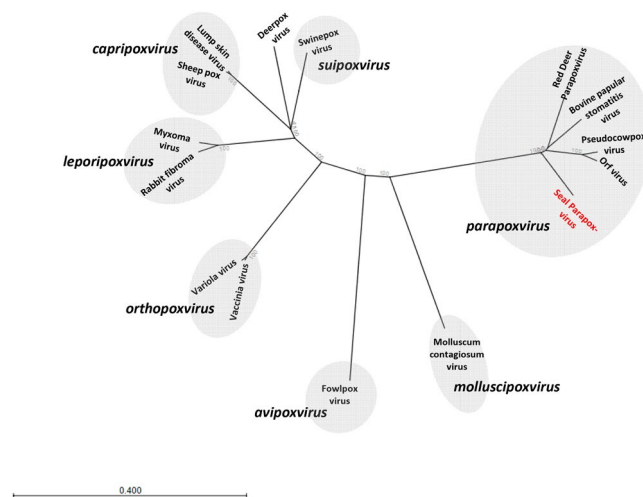 capripoxvirus
Lump skin
disease virus
Sheep pox
virus
Deerpox
virus
Swinepox
virus
suipoxvirus
Myxoma
virus
leporipoxvirus
Rabbit fibroma
virus
Variola virus
Vaccinia virus
orthopoxvirus
Fowlpox
virus
avipoxvirus
Molluscum
contagiosum
virus
molluscipoxvirus
Red Deer
Parapoxvirus
Bovine papular
stomatitis
virus
Pseudocowpox
virus
Orf virus
Seal Parapox-
virus
parapoxvirus
0.400